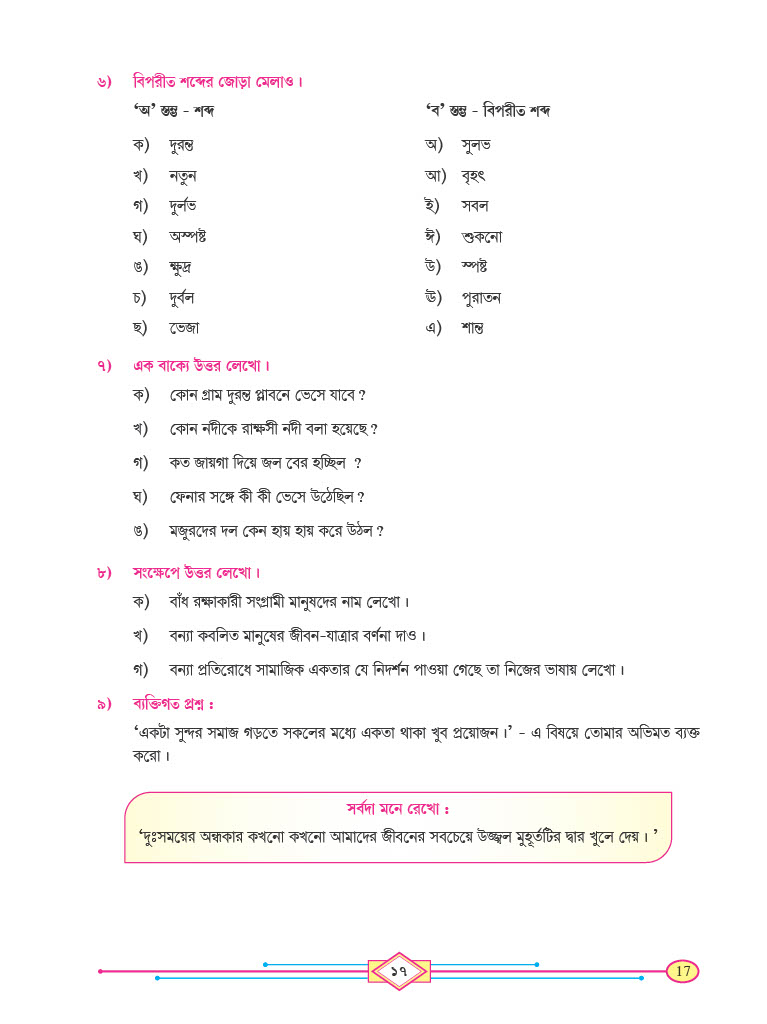 ৬) বিপরীত শব্দের জোড়া মেলাও।
‘অ’ স্তম্ভ - শব্দ ‘ব’ স্তম্ভ - বিপরীত শব্দ
ক) দুরন্ত অ) সুলভ
খ) নতুন আ) বৃহৎ
গ) দুর্লভ ই) সবল
ঘ) অস্পষ্ট ঈ) শুকনো
ঙ) ক্ষুদ্র উ) স্পষ্ট
চ) দুর্বল ঊ) পুরাতন
ছ) ভেজা এ) শান্ত
৭) এক বাক্যে উত্তর লেখো।
ক) কোন গ্রাম দুরন্ত প্লাবনে ভেসে যাবে ?
খ) কোন নদীকে রাক্ষসী নদী বলা হয়েছে ?
গ) কত জায়গা দিয়ে জল বের হচ্ছিল ?
ঘ) ফেনার সঙ্গে কী কী ভেসে উঠেছিল ?
ঙ) মজুরদের দল কেন হায় হায় করে উঠল ?
৮) সংক্ষেপে উত্তর লেখো।
ক) বাঁধ রক্ষাকারী সংগ্রামী মানুষদের নাম লেখো।
খ) বন্যা কবলিত মানুষের জীবন-যাত্রার বর্ণনা দাও।
গ) বন্যা প্রতিরোধে সামাজিক একতার যে নিদর্শন পাওয়া গেছে তা নিজের ভাষায় লেখো।
৯) ব্যক্তিগত প্রশ্ন :
‘একটা সুন্দর সমাজ গড়তে সকলের মধ্যে একতা থাকা খুব প্রয়োজন।’ - এ বিষয়ে তোমার অভিমত ব্যক্ত
করো।
সর্বদা মনে রেখো :
‘দুঃসময়ের অন্ধকার কখনো কখনো আমাদের জীবনের সবচেয়ে উজ্জ্বল মুহূর্তটির দ্বার খুলে দেয়। ’
১৭ 17